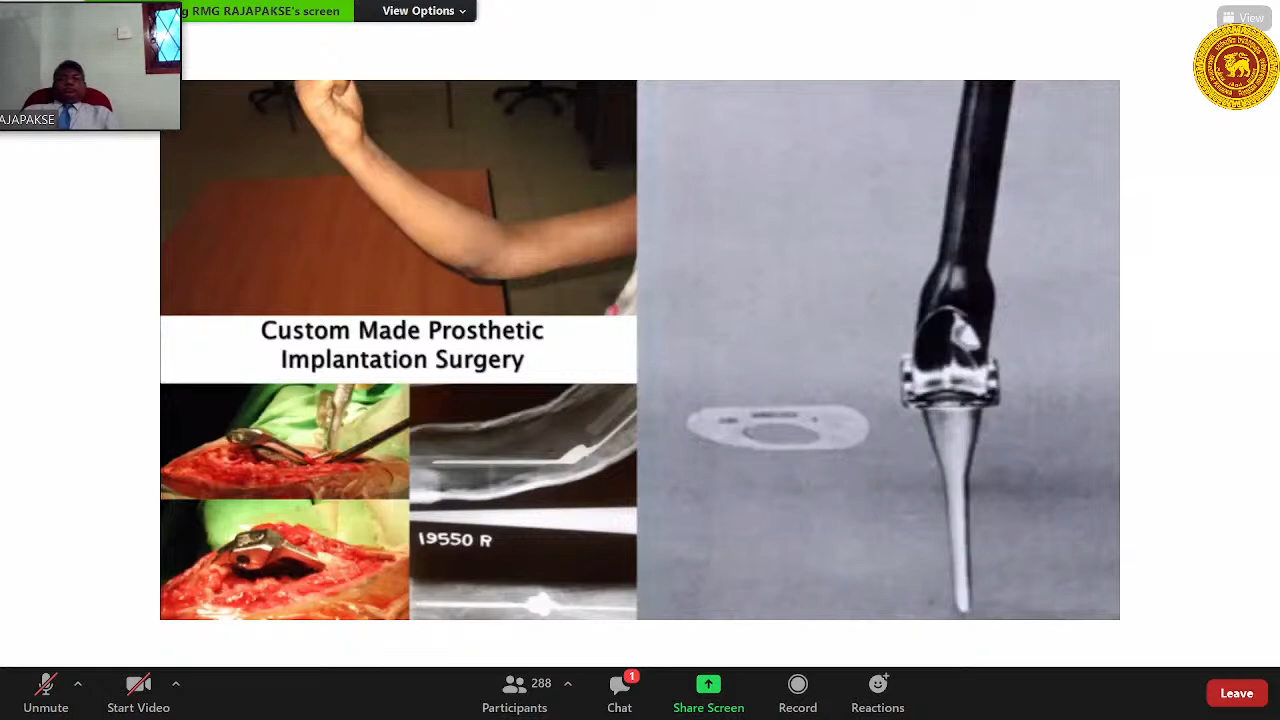 g RMG RAJAPAKSE's screen
View Options
View
AJAPAKSE
Custom Made Prosthetic
Implantation Surgery
19550 R
Unmute
Start Video
288
Participants
1
Chat
Share Screen
Record
Reactions
Leave